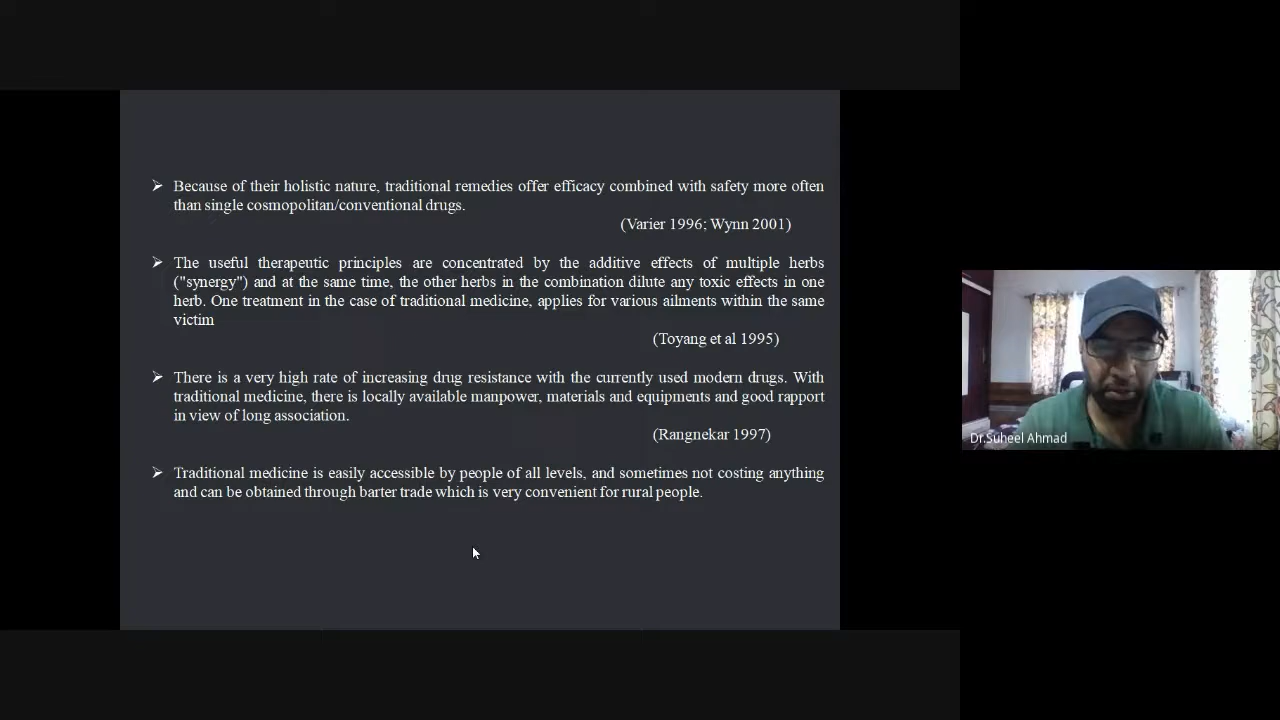 Because of their holistic nature, traditional remedies offer efficacy combined with safety more often
than single cosmopolitan/conventional drugs.
(Varier 1996; Wynn 2001)
The useful therapeutic principles are concentrated by the additive effects of multiple herbs
("synergy") and at the same time, the other herbs in the combination dilute any toxic effects in one
herb. One treatment in the case of traditional medicine, applies for various ailments within the same
victim
(Toyang et al 1995)
There is a very high rate of increasing drug resistance with the currently used modern drugs. With
traditional medicine, there is locally available manpower, materials and equipments and good rapport
in view of long association.
(Rangnekar 1997)
Traditional medicine is easily accessible by people of all levels, and sometimes not costing anything
and can be obtained through barter trade which is very convenient for rural people.
Dr.Suheel Ahmad